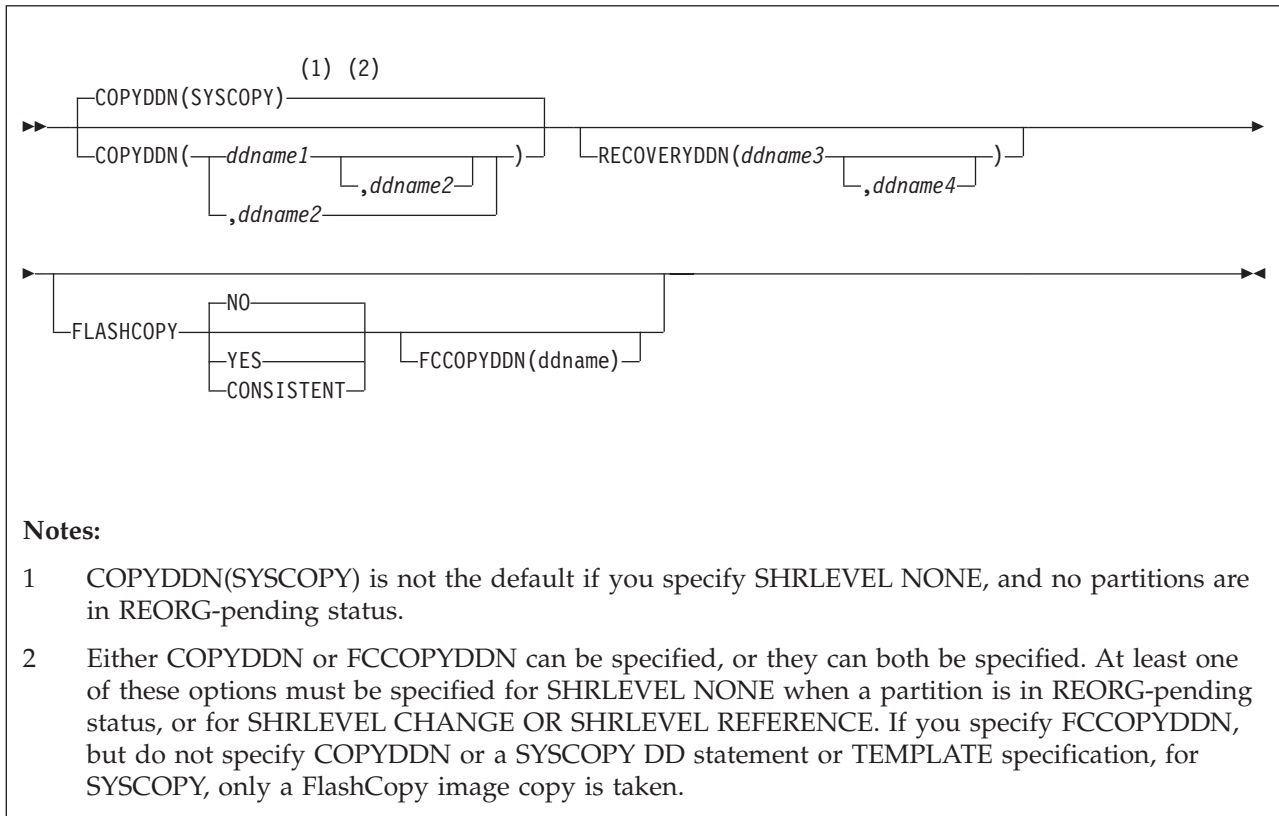 (1) (2)
COPYDDN(SYSCOPY)
COPYDDN( ddname1 ) RECOVERYDDN(ddname3 )
,ddname2 ,ddname4
,ddname2
NO
FLASHCOPY
YES FCCOPYDDN(ddname)
CONSISTENT
Notes:
1 COPYDDN(SYSCOPY) is not the default if you specify SHRLEVEL NONE, and no partitions are
in REORG-pending status.
2 Either COPYDDN or FCCOPYDDN can be specified, or they can both be specified. At least one
of these options must be specified for SHRLEVEL NONE when a partition is in REORG-pending
status, or for SHRLEVEL CHANGE OR SHRLEVEL REFERENCE. If you specify FCCOPYDDN,
but do not specify COPYDDN or a SYSCOPY DD statement or TEMPLATE specification, for
SYSCOPY, only a FlashCopy image copy is taken.